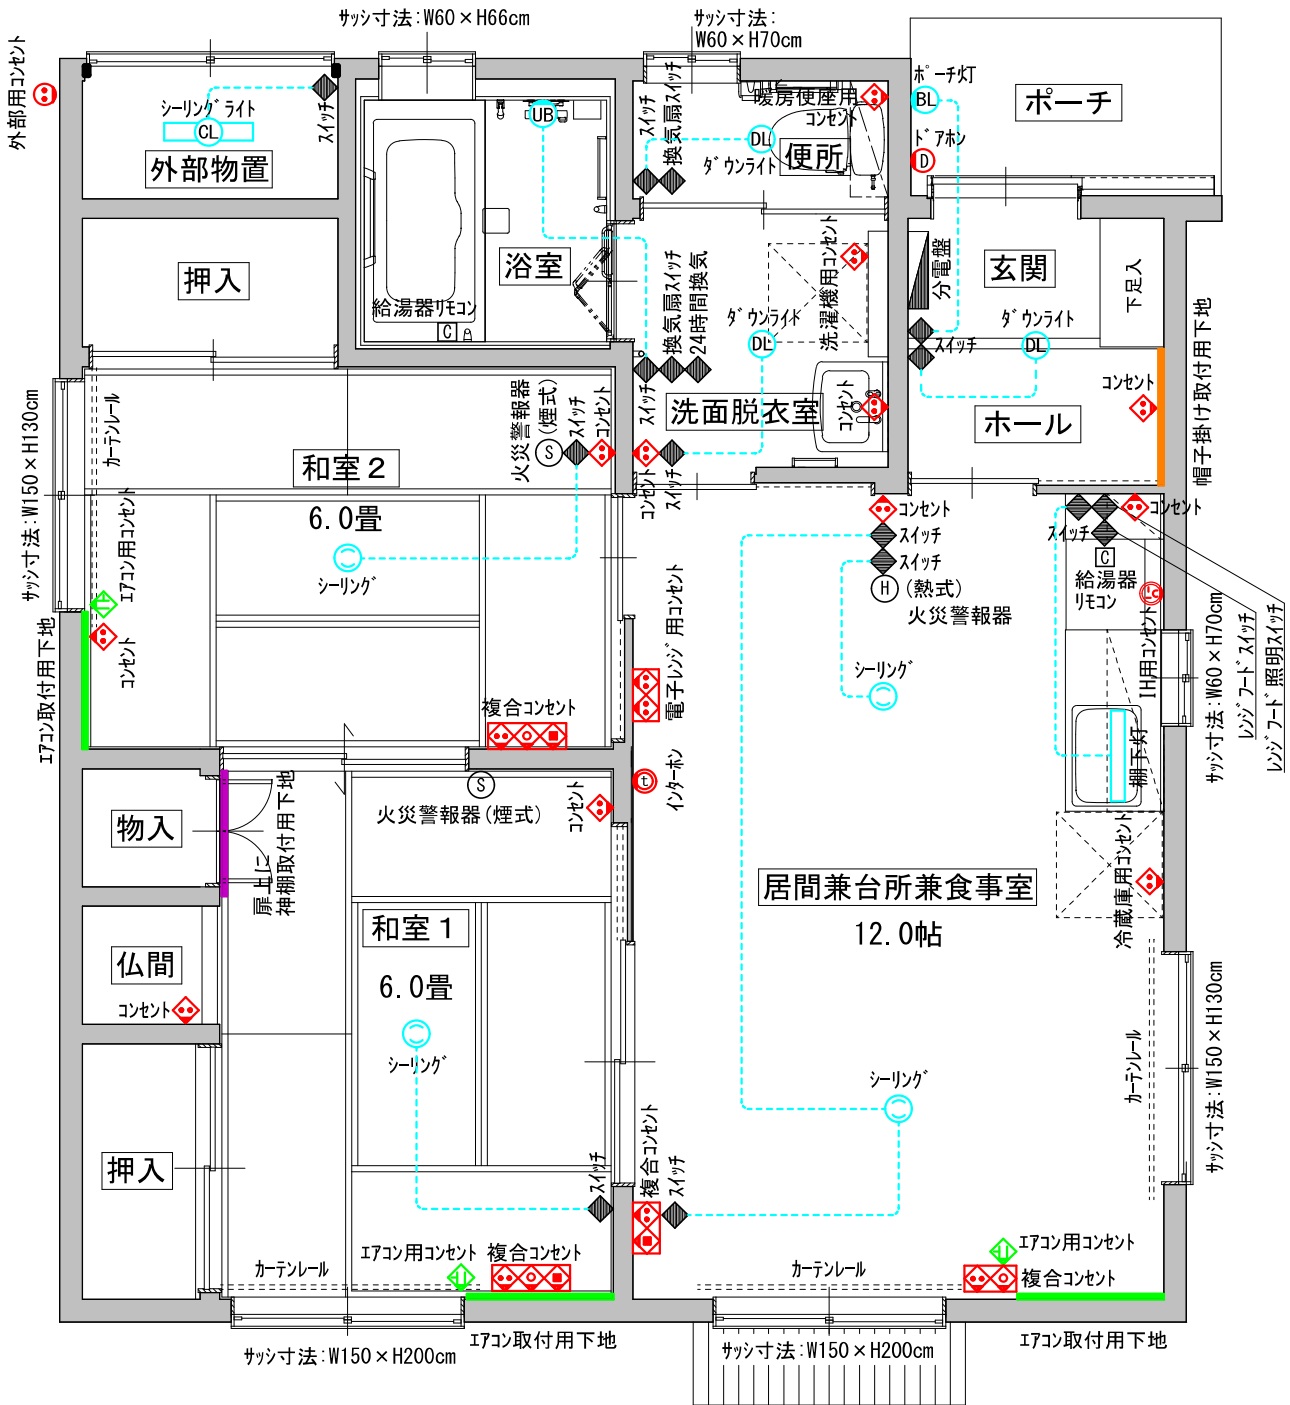 サッシ寸法：W60×H66cm
サッシ寸法：
W60×H70cm
外部用コンセント
シーリングライト
CL
スイッチ
外部物置
UB
スイッチ
換気扇スイッチ
暖房便座用
コンセント
DL
ダウンライト
便所
ポーチ灯
BL
ドアホン
D
ポーチ
押入
浴室
給湯器リモコン
C
換気扇スイッチ
24時間換気
ダウンライト
DL
洗濯機用コンセント
分電盤
玄関
下足入
スイッチ
ダウンライト
DL
コンセント
帽子掛け取付用下地
サッシ寸法：W150×H130cm
カーテンレール
火災警報器
(煙式)
S
スイッチ
コンセント
スイッチ
洗面脱衣室
コンセント
ホール
和室２
6.0畳
シーリング
コンセント
スイッチ
コンセント
スイッチ
スイッチ
H
(熱式)
火災警報器
コンセント
スイッチ
C
給湯器
リモコン
エアコン用コンセント
コンセント
エアコン取付用下地
複合コンセント
電子レンジ用コンセント
シーリング
IH用コンセント
サッシ寸法：W60×H70cm
レンジフードスイッチ
レンジフード照明スイッチ
棚下灯
物入
扉上に
神棚取付用下地
S
火災警報器(煙式)
コンセント
t
インターホン
居間兼台所兼食事室
12.0帖
冷蔵庫用コンセント
仏間
コンセント
和室１
6.0畳
シーリング
シーリング
カーテンレール
サッシ寸法：W150×H130cm
押入
スイッチ
複合コンセント
スイッチ
カーテンレール
エアコン用コンセント
複合コンセント
カーテンレール
エアコン用コンセント
複合コンセント
サッシ寸法：W150×H200cm
エアコン取付用下地
サッシ寸法：
W150×H200cm
エアコン取付用下地